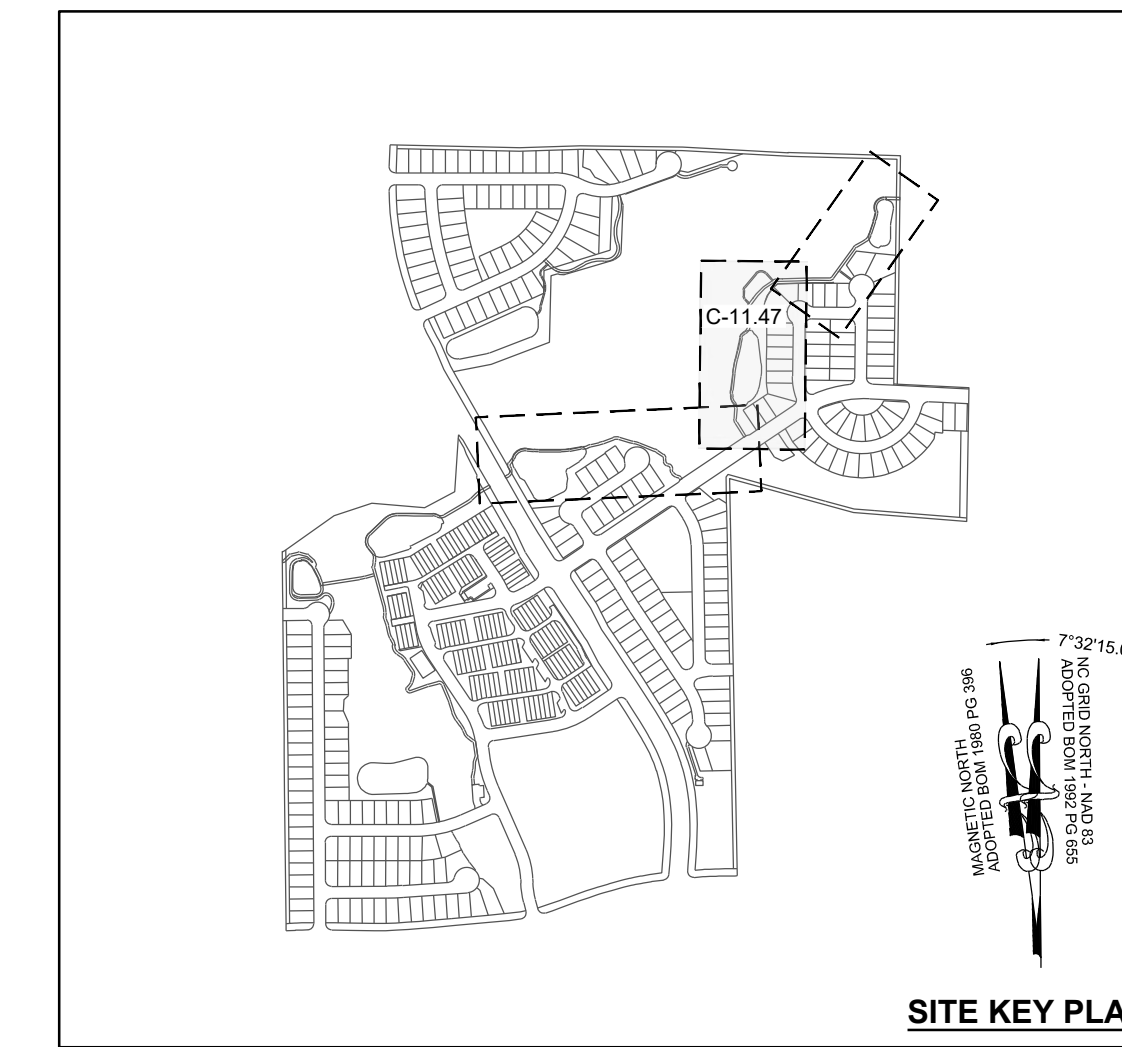 C-11.47
7°32'15.0
MAGNETIC NORTH
ADOPTED BOM 1980 PG 396
NC GRID NORTH - NAD 83
ADOPTED BOM 1992 PG 655
SITE KEY PLA